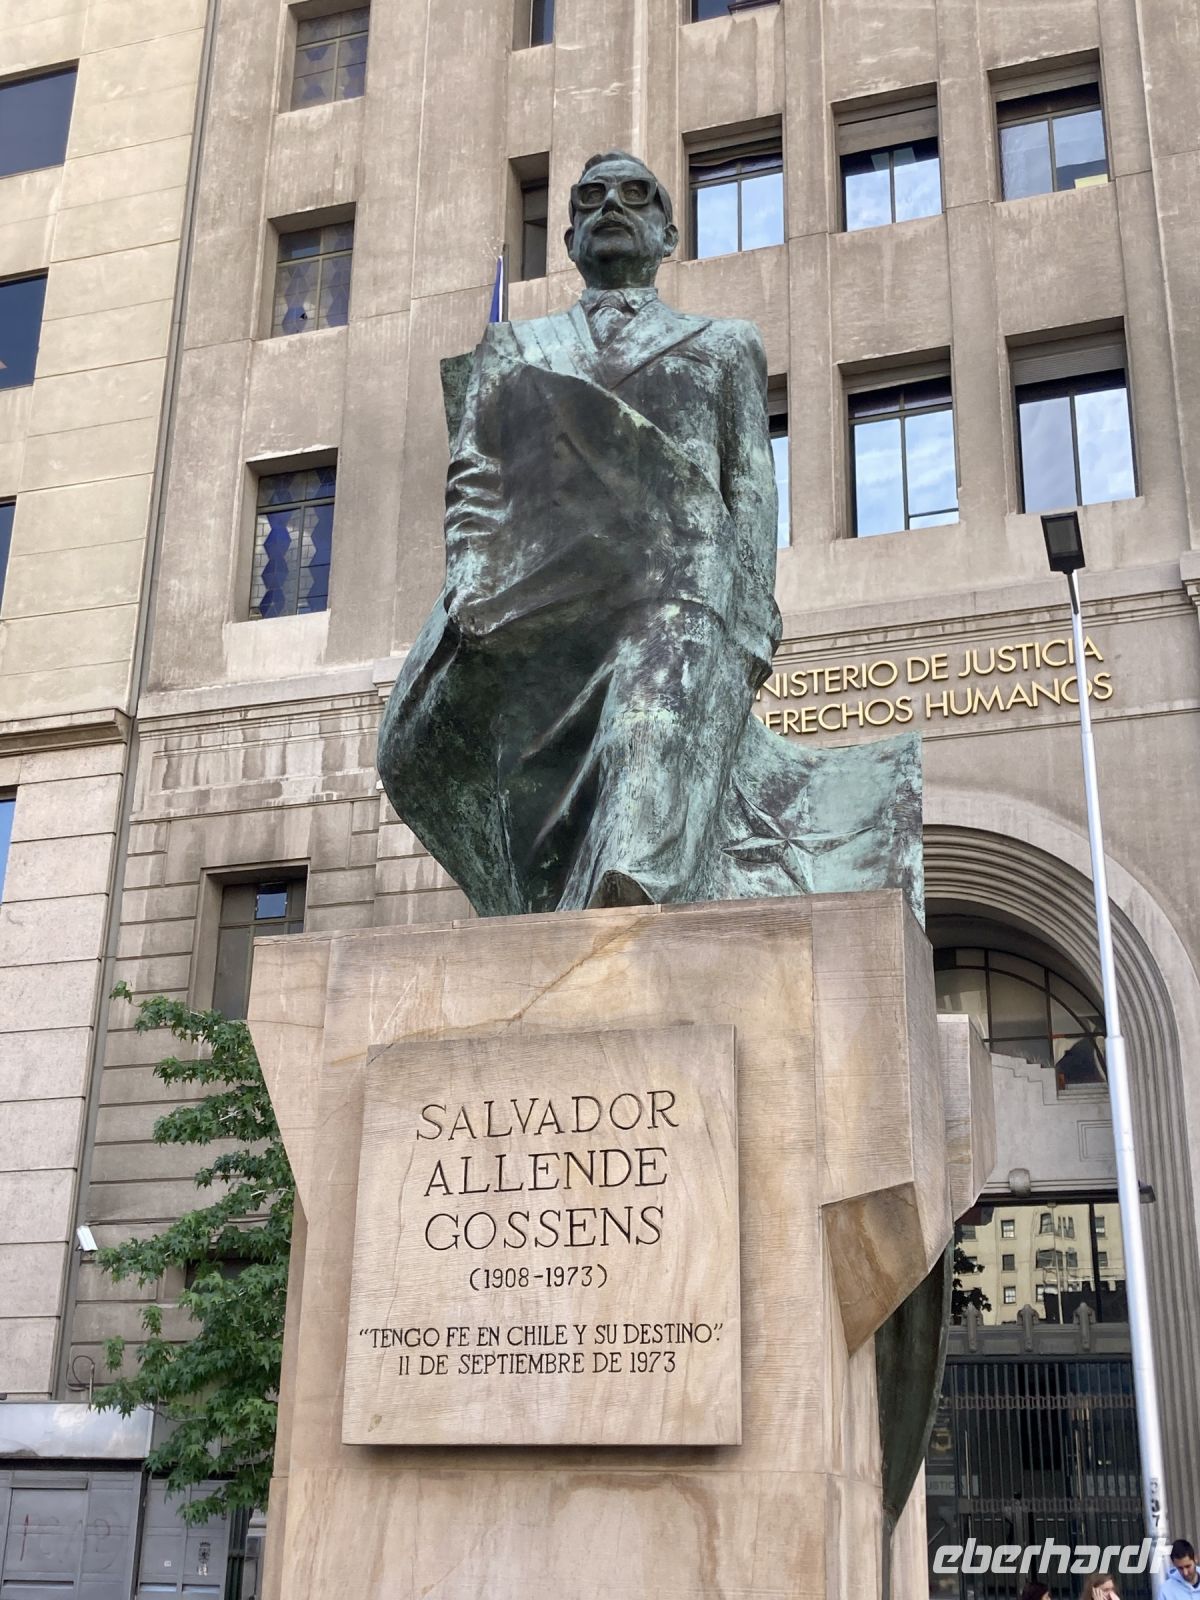 NISTERIO DE JUSTICIA
DERECHOS HUMANOS
SALVADOR
ALLENDE
GOSSENS
(1908-1973)
"TENGO FE EN CHILE Y SU DESTINO".
11 DE SEPTIEMBRE DE 1973
eberhardt